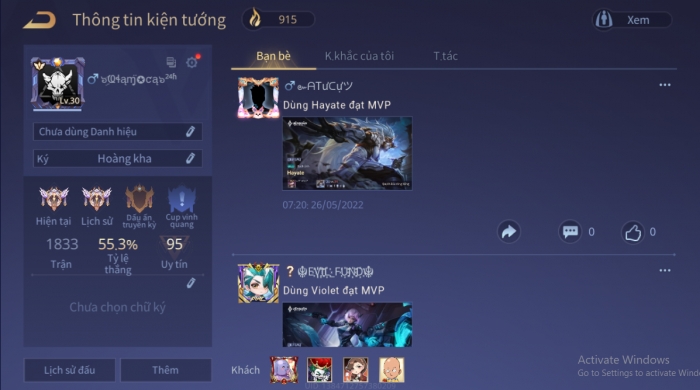 Thông tin kiện tướng
915
Xem
Lv.30
Chưa dùng Danh hiệu
Ký Hoàng kha
Hiện tại
Lịch sử
Dấu ấn truyền kỳ
Cup vinh quang
1833
Trận
55.3%
Tỷ lệ thắng
95
Uy tín
Chưa chọn chữ ký
Lịch sử đấu
Thêm
Bạn bè
K.khắc của tôi
T.tác
Dùng Hayate đạt MVP
Hayate
07:20: 26/05/2022
0
0
Dùng Violet đạt MVP
Khách
Activate Windows
Go to Settings to activate Wind